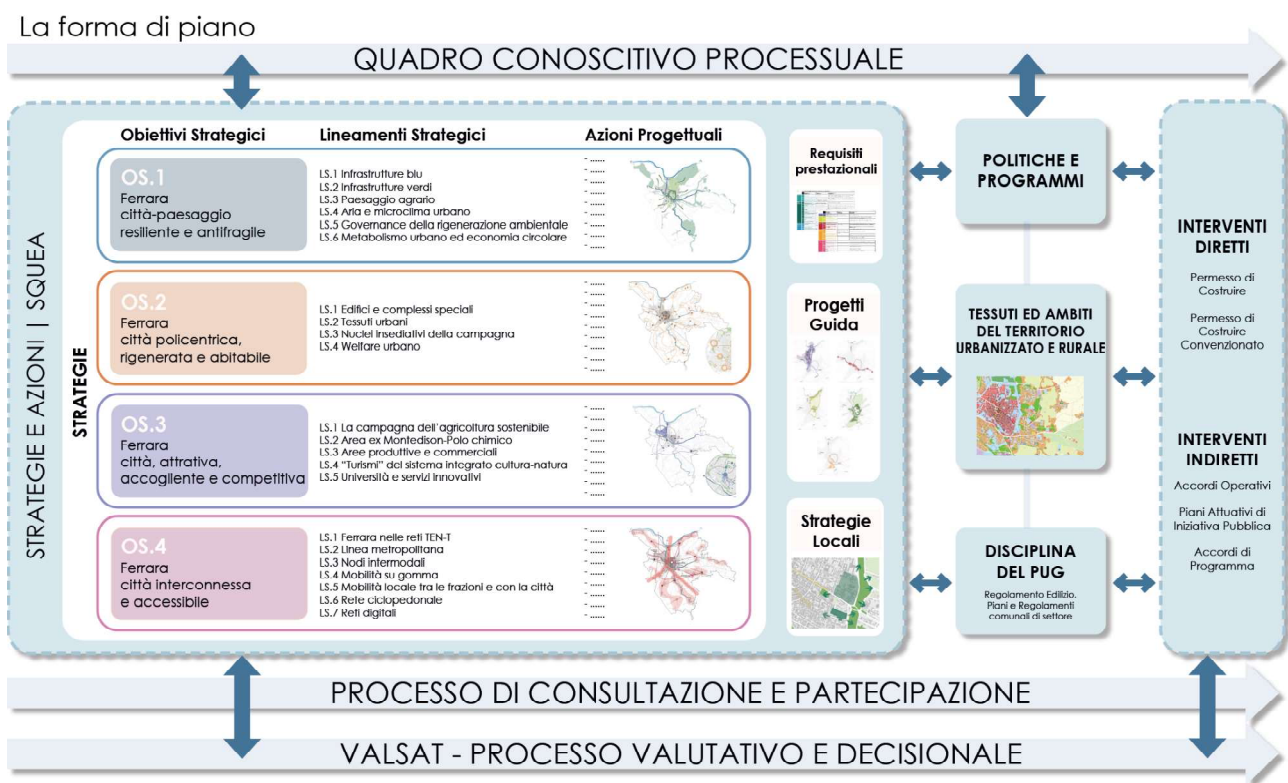 La forma di piano
QUADRO CONOSCITIVO PROCESSUALE
STRATEGIE E AZIONI | SQUEA
STRATEGIE
Obiettivi Strategici
Lineamenti Strategici
Azioni Progettuali
OS.1
Ferrara
città-paesaggio
resiliente e antifragile
LS.1 Infrastrutture blu
LS.2 Infrastrutture verdi
LS.3 Paesaggio agrario
LS.4 Aria e microclima urbano
LS.5 Governance della rigenerazione ambientale
LS.6 Metabolismo urbano ed economia circolare
- ......
- ......
- ......
- ......
- ......
- ......
- ......
- ......
OS.2
Ferrara
città policentrica,
rigenerata e abitabile
LS.1 Edifici e complessi speciali
LS.2 Tessuti urbani
LS.3 Nuclei insediativi della campagna
LS.4 Welfare urbano
- ......
- ......
- ......
- ......
- ......
- ......
- ......
- ......
OS.3
Ferrara
città, attrativa,
accogliente e competitiva
LS.1 La campagna dell'agricoltura sostenibile
LS.2 Area ex Montedison-Polo chimico
LS.3 Aree produttive e commerciali
LS.4 "Turismi" del sistema integrato cultura-natura
LS.5 Università e servizi innovativi
- ......
- ......
- ......
- ......
- ......
- ......
- ......
- ......
OS.4
Ferrara
città interconnessa
e accessibile
LS.1 Ferrara nelle reti TEN-T
LS.2 Linea metropolitana
LS.3 Nodi intermodali
LS.4 Mobilità su gomma
LS.5 Mobilità locale tra le frazioni e con la città
LS.6 Rete ciclopedonale
LS.7 Reti digitali
- ......
- ......
- ......
- ......
- ......
- ......
- ......
- ......
Requisiti
prestazionali
Progetti
Guida
Strategie
Locali
POLITICHE E
PROGRAMMI
TESSUTI ED AMBITI
DEL TERRITORIO
URBANIZZATO E RURALE
DISCIPLINA
DEL PUG
Regolamento Edilizio.
Piani e Regolamenti
comunali di settore
INTERVENTI
DIRETTI
Permesso di
Costruire
Permesso di
Costruire
Convenzionato
INTERVENTI
INDIRETTI
Accordi Operativi
Piani Attuativi di
Iniziativa Pubblica
Accordi di
Programma
PROCESSO DI CONSULTAZIONE E PARTECIPAZIONE
VALSAT - PROCESSO VALUTATIVO E DECISIONALE